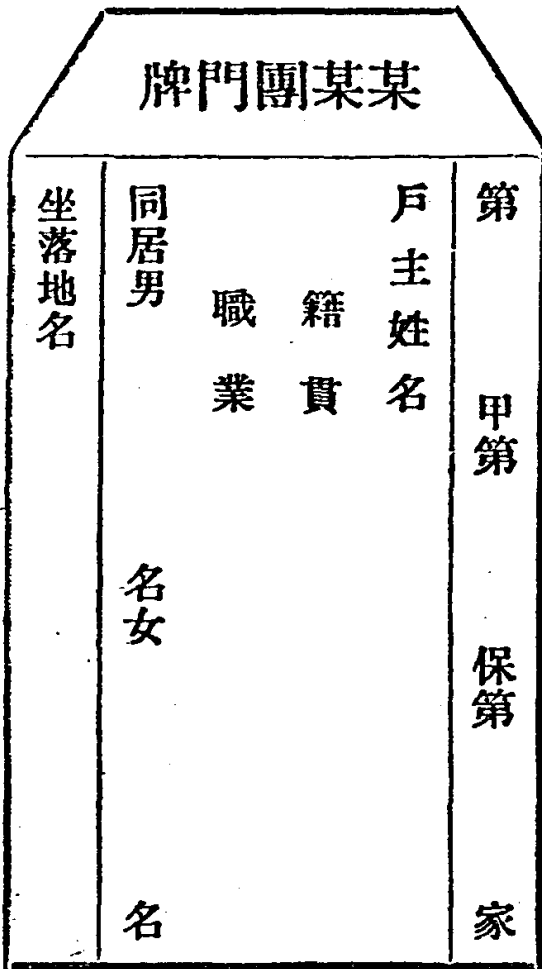 某某團門牌
第　甲第　保第　家
戶主姓名
籍貫
職業
同居男　名女　名
坐落地名